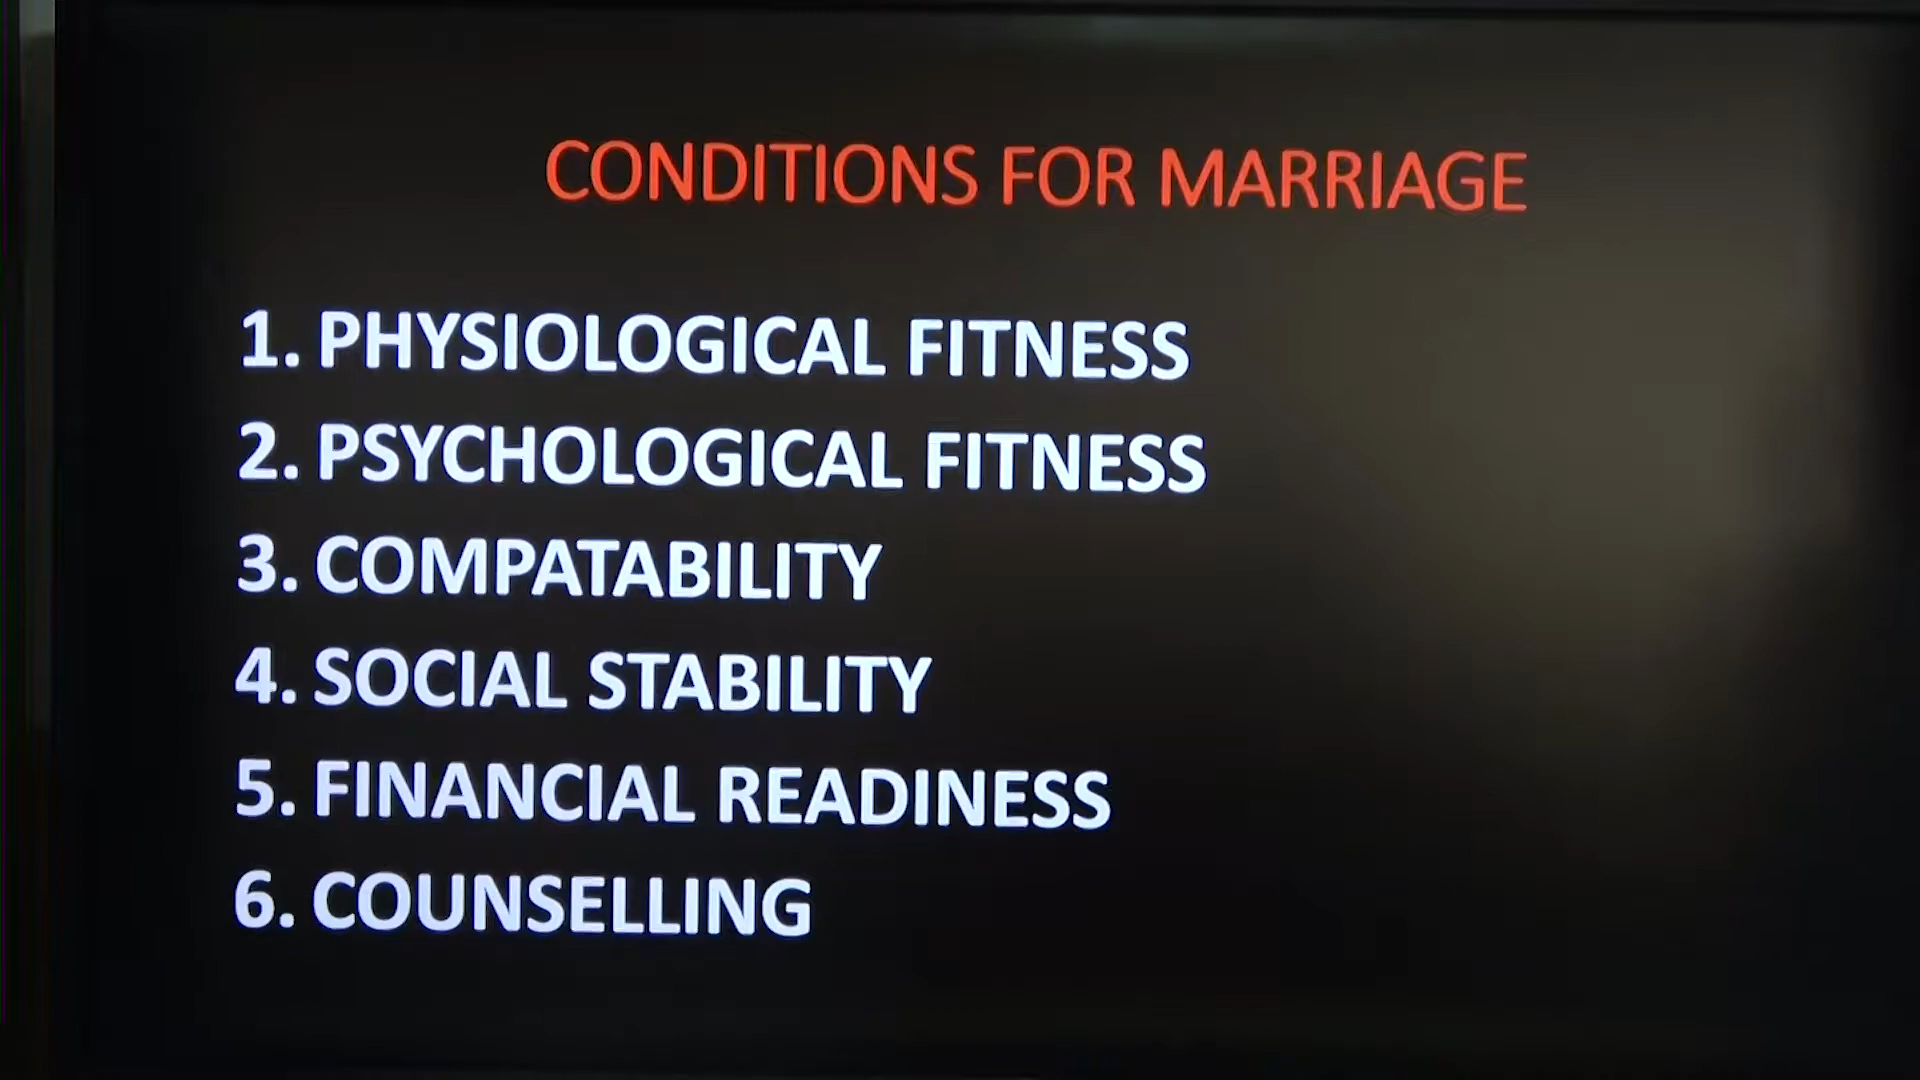 CONDITIONS FOR MARRIAGE
1. PHYSIOLOGICAL FITNESS
2. PSYCHOLOGICAL FITNESS
3. COMPATABILITY
4. SOCIAL STABILITY
5. FINANCIAL READINESS
6. COUNSELLING